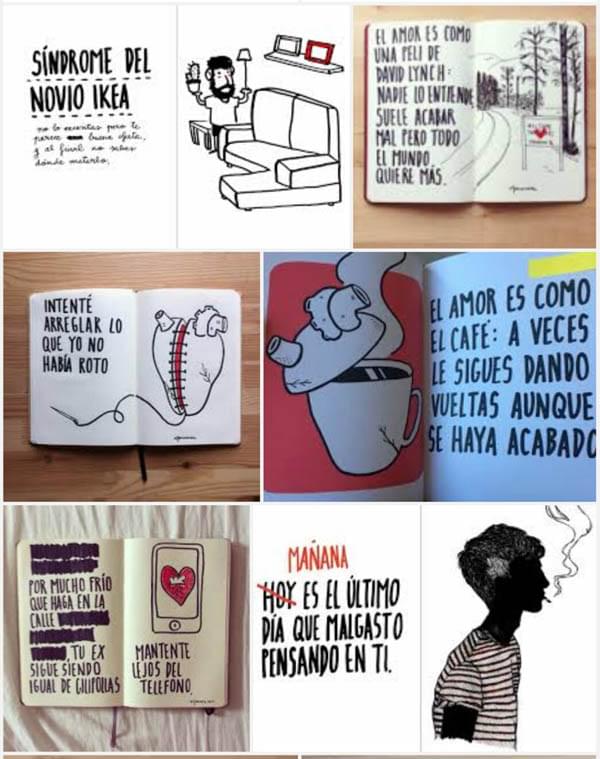 SÍNDROME DEL
NOVIO IKEA
no lo necesitas pero te
parece buena oferta,
y al final no sabes
dónde meterlo.
EL AMOR ES COMO
UNA PELI DE
DAVID LYNCH:
NADIE LO ENTIENDE
SUELE ACABAR
MAL PERO TODO
EL MUNDO
QUIERE MÁS.
INTENTÉ
ARREGLAR LO
QUE YO NO
HABÍA ROTO
EL AMOR ES COMO
EL CAFÉ: A VECES
LE SIGUES DANDO
VUELTAS AUNQUE
SE HAYA ACABADO
POR MUCHO FRÍO
QUE HAGA EN LA
CALLE
, TU EX
SIGUE SIENDO
IGUAL DE GILIPOLLAS
MANTENTE
LEJOS DEL
TELÉFONO.
MAÑANA
HOY ES EL ÚLTIMO
DÍA QUE MALGASTO
PENSANDO EN TI.